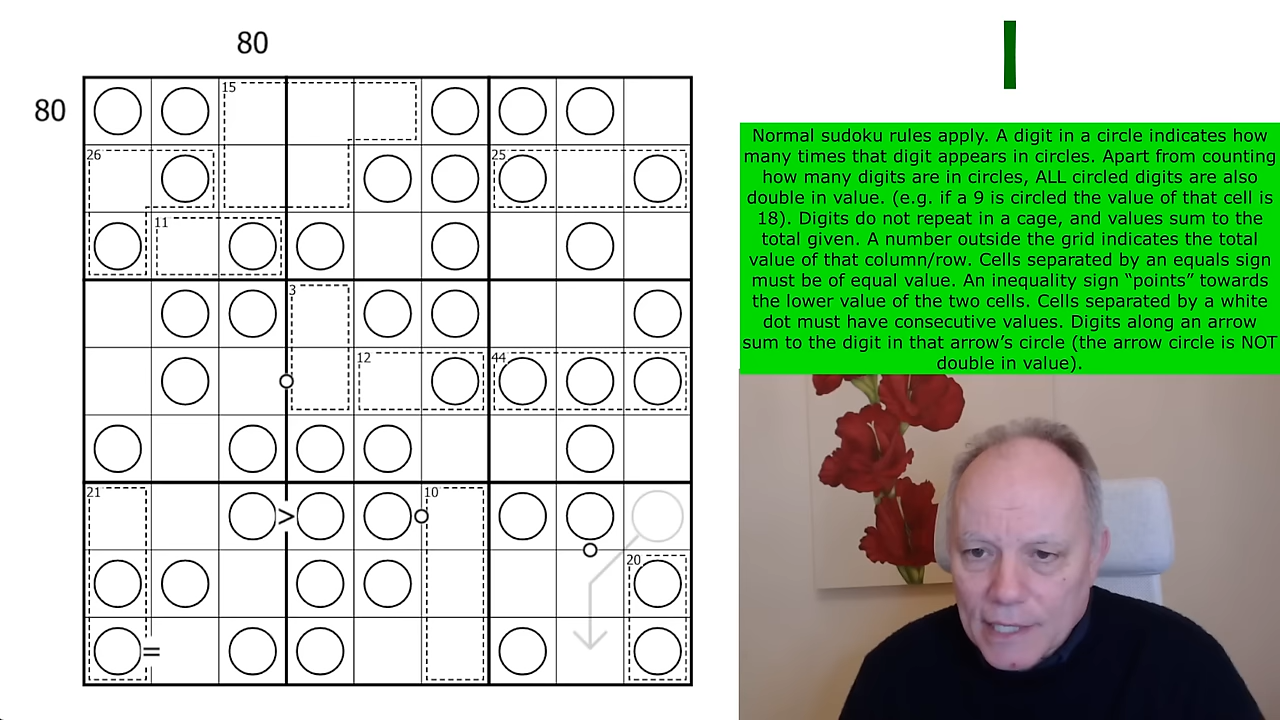 80
80
15
26
25
11
3
12
44
21
>
10
20
=
Normal sudoku rules apply. A digit in a circle indicates how
many times that digit appears in circles. Apart from counting
how many digits are in circles, ALL circled digits are also
double in value. (e.g. if a 9 is circled the value of that cell is
18). Digits do not repeat in a cage, and values sum to the
total given. A number outside the grid indicates the total
value of that column/row. Cells separated by an equals sign
must be of equal value. An inequality sign “points” towards
the lower value of the two cells. Cells separated by a white
dot must have consecutive values. Digits along an arrow
sum to the digit in that arrow’s circle (the arrow circle is NOT
double in value).